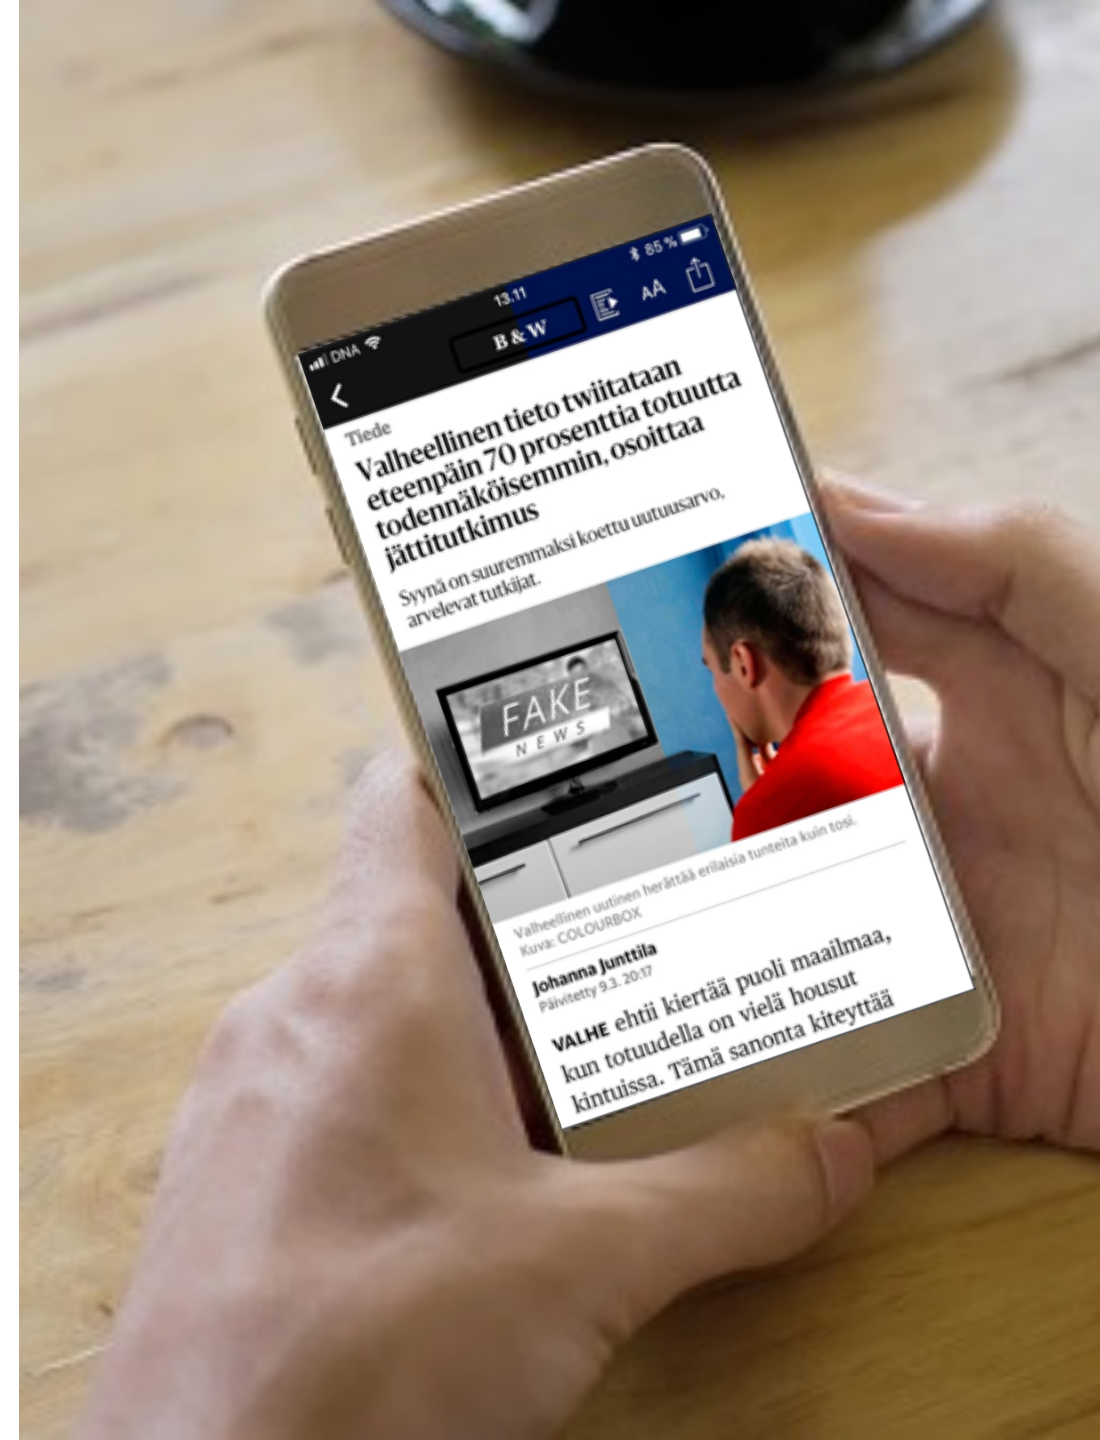 DNA 13.11 85 %
B & W AA
Tiede
Valheellinen tieto twiitataan
eteenpäin 70 prosenttia totuutta
todennäköisemmin, osoittaa
jättitutkimus
Syynä on suuremmaksi koettu uutuusarvo,
arvelevat tutkijat.
FAKE
NEWS
Valheellinen uutinen herättää erilaisia tunteita kuin tosi.
Kuva: COLOURBOX
Johanna Junttila
Päivitetty 9.3. 20:17
VALHE ehtii kiertää puoli maailmaa,
kun totuudella on vielä housut
kintuissa. Tämä sanonta kiteyttää